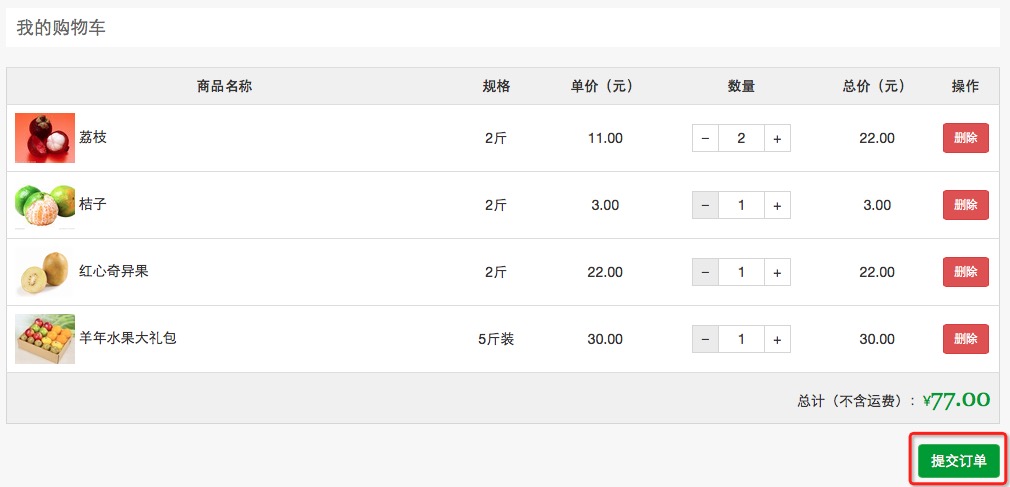 我的购物车
商品名称 规格 单价（元） 数量 总价（元） 操作
荔枝 2斤 11.00 − 2 + 22.00 删除
桔子 2斤 3.00 − 1 + 3.00 删除
红心奇异果 2斤 22.00 − 1 + 22.00 删除
羊年水果大礼包 5斤装 30.00 − 1 + 30.00 删除
总计（不含运费）：¥77.00
提交订单